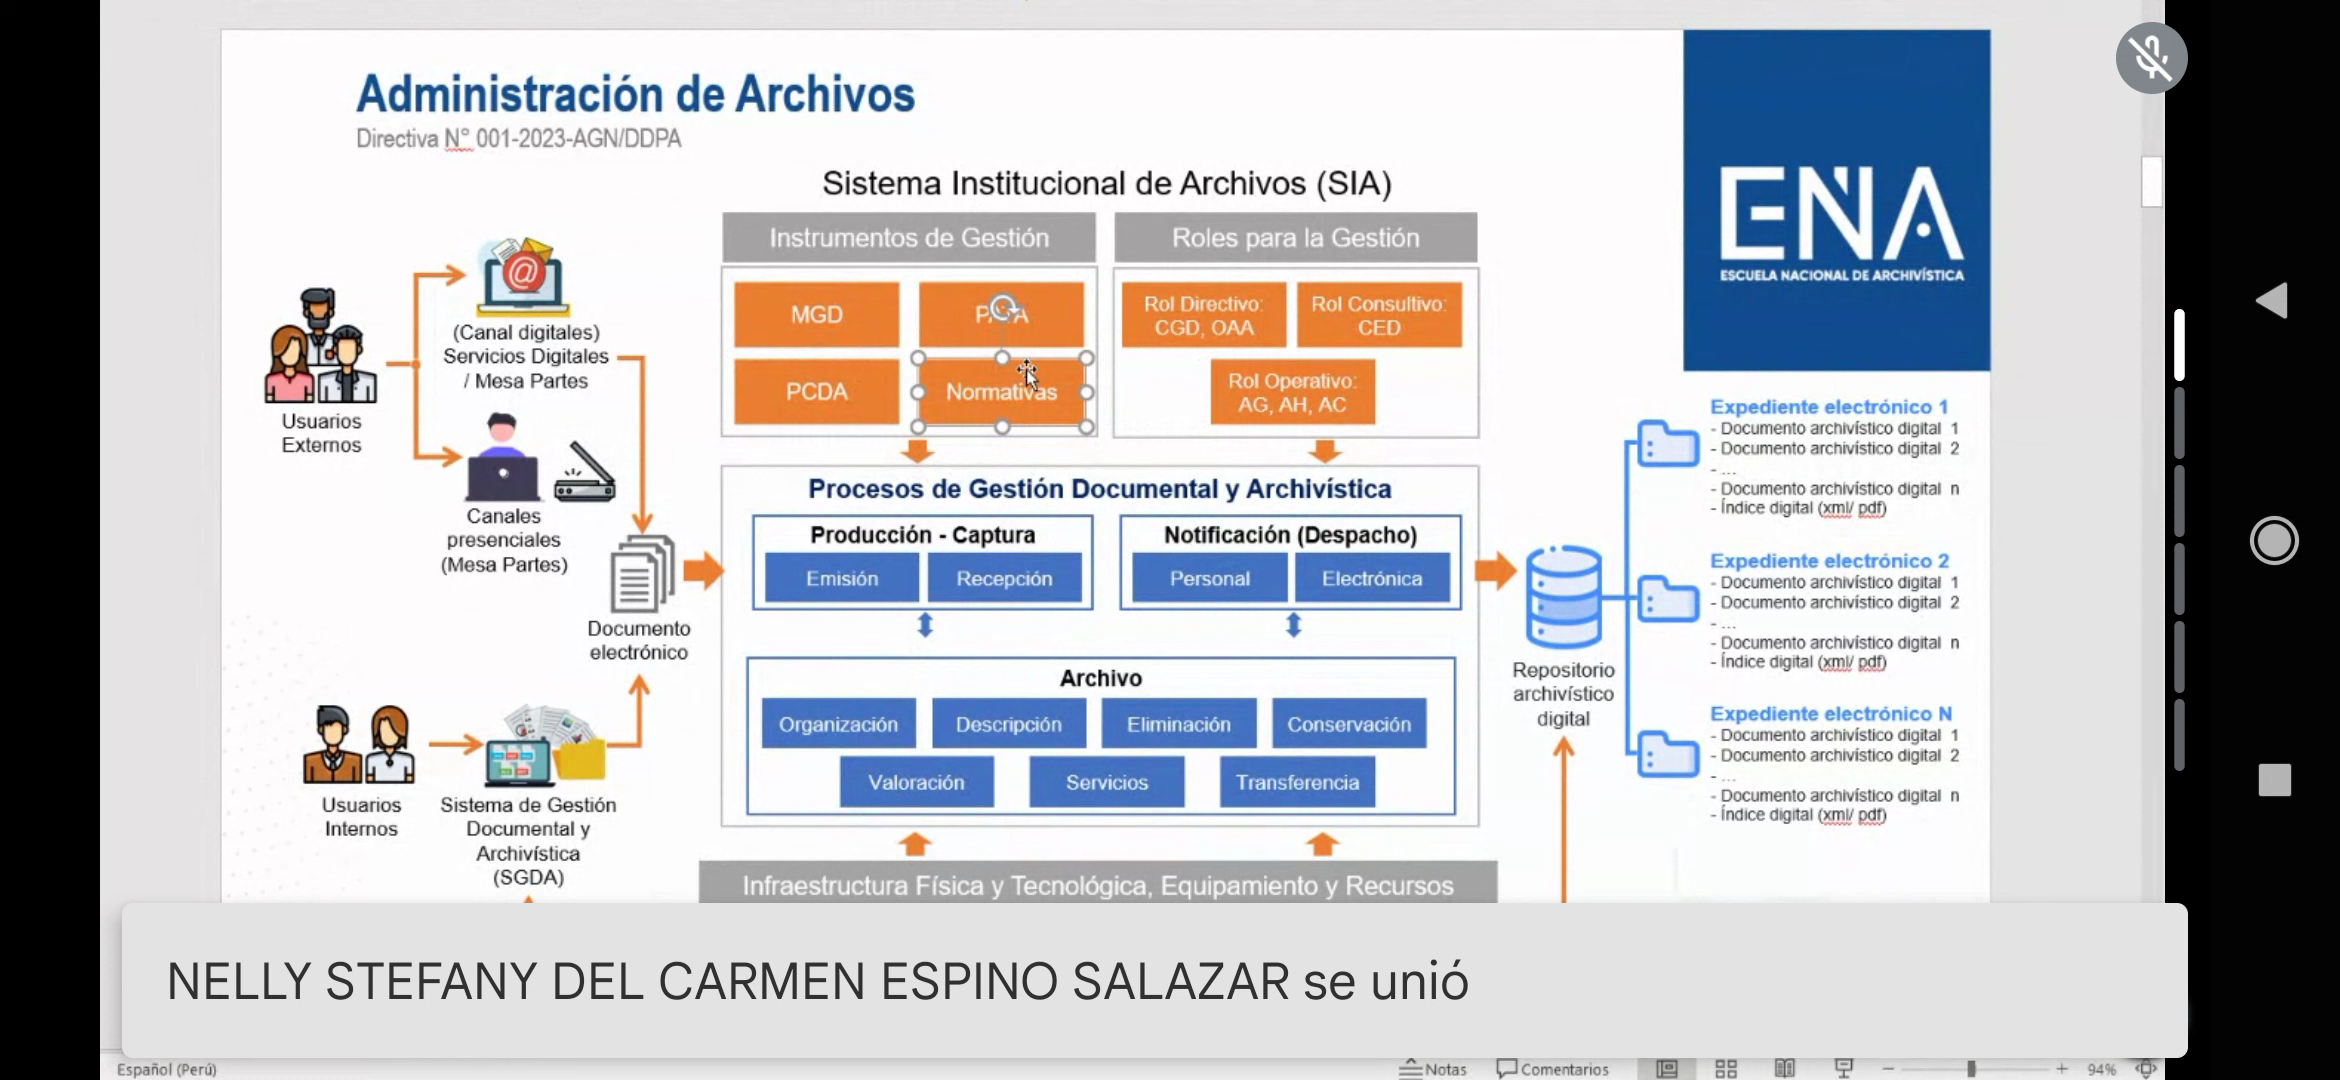 Administración de Archivos
Directiva N° 001-2023-AGN/DDPA
Sistema Institucional de Archivos (SIA)
Instrumentos de Gestión
Roles para la Gestión
MGD
PCDA
Normativas
Rol Directivo:
CGD, OAA
Rol Consultivo:
CED
Rol Operativo:
AG, AH, AC
Usuarios
Externos
(Canal digitales)
Servicios Digitales
/ Mesa Partes
Canales
presenciales
(Mesa Partes)
Documento
electrónico
Usuarios
Internos
Sistema de Gestión
Documental y
Archivística
(SGDA)
Procesos de Gestión Documental y Archivística
Producción - Captura
Emisión
Recepción
Notificación (Despacho)
Personal
Electrónica
Archivo
Organización
Descripción
Eliminación
Conservación
Valoración
Servicios
Transferencia
Infraestructura Física y Tecnológica, Equipamiento y Recursos
Repositorio
archivístico
digital
ENA
ESCUELA NACIONAL DE ARCHIVÍSTICA
Expediente electrónico 1
- Documento archivístico digital 1
- Documento archivístico digital 2
- ...
- Documento archivístico digital n
- Índice digital (xml/ pdf)
Expediente electrónico 2
- Documento archivístico digital 1
- Documento archivístico digital 2
- ...
- Documento archivístico digital n
- Índice digital (xml/ pdf)
Expediente electrónico N
- Documento archivístico digital 1
- Documento archivístico digital 2
- ...
- Documento archivístico digital n
- Índice digital (xml/ pdf)
NELLY STEFANY DEL CARMEN ESPINO SALAZAR se unió
Español (Perú)
Notas
Comentarios
94%